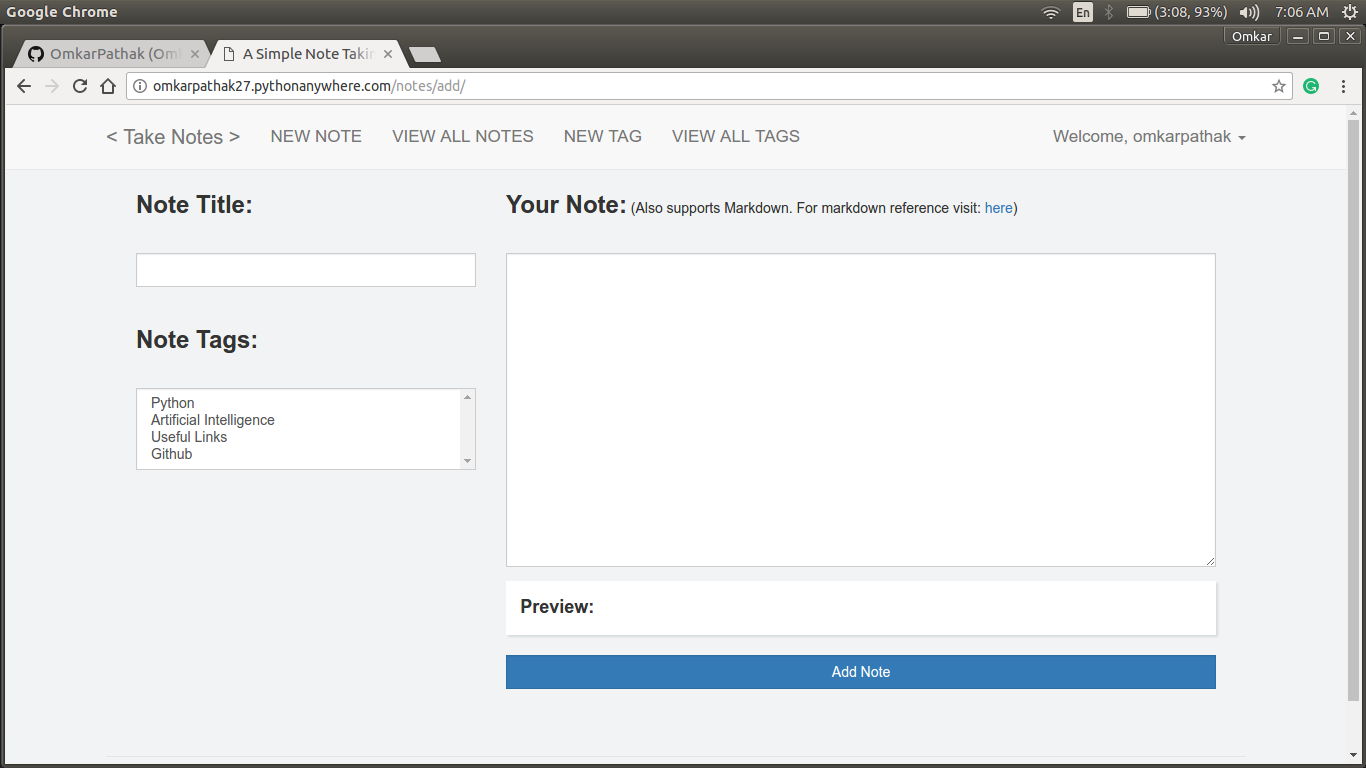 Google Chrome En (3:08, 93%) 7:06 AM
Omkar
OmkarPathak (Om A Simple Note Takin
omkarpathak27.pythonanywhere.com/notes/add/
< Take Notes > NEW NOTE VIEW ALL NOTES NEW TAG VIEW ALL TAGS Welcome, omkarpathak
Note Title:
Your Note: (Also supports Markdown. For markdown reference visit: here)
Note Tags:
Python
Artificial Intelligence
Useful Links
Github
Preview:
Add Note